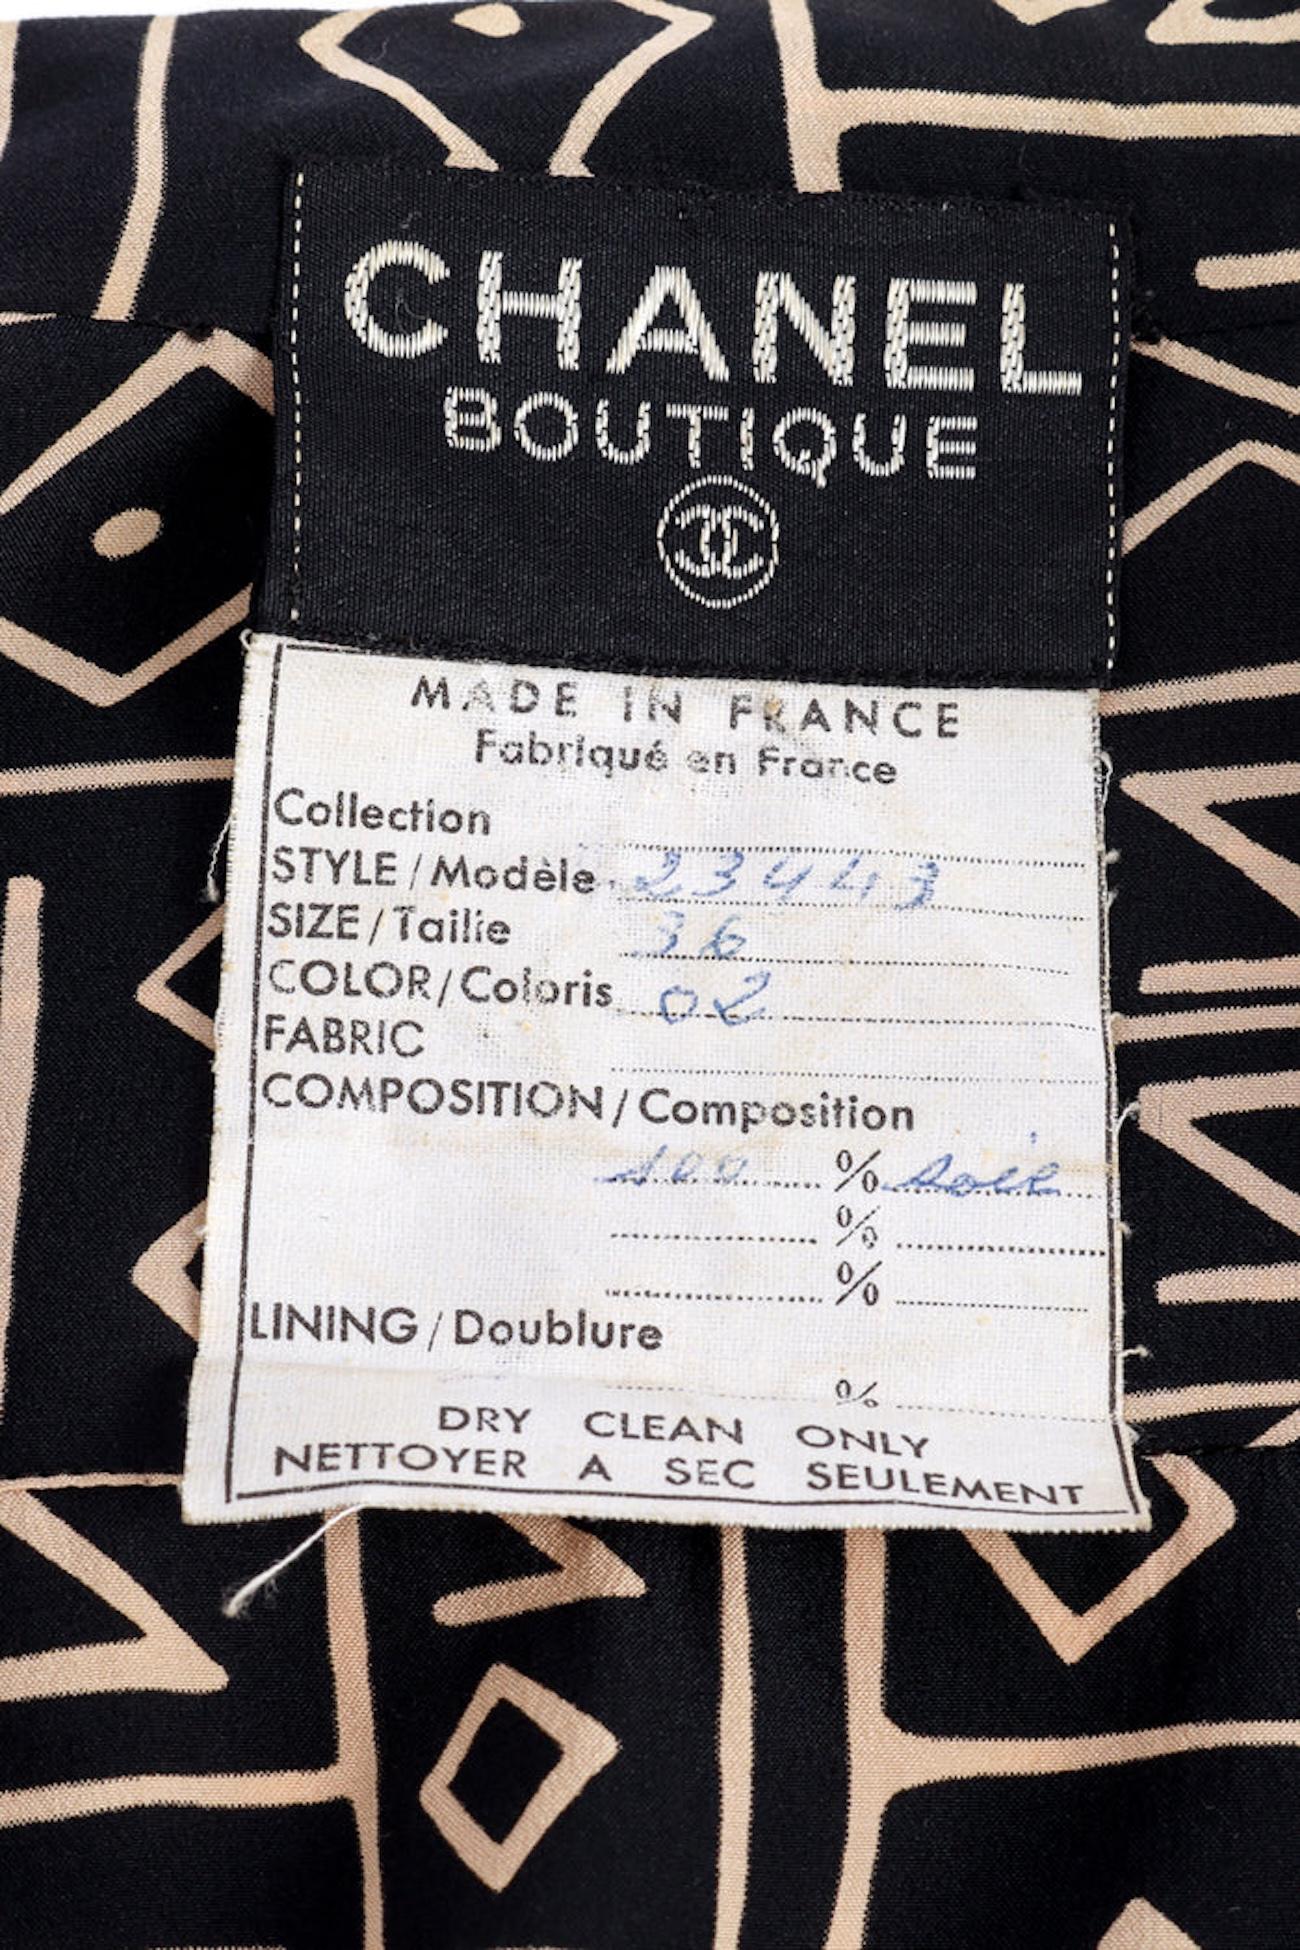 CHANEL
BOUTIQUE
MADE IN FRANCE
Fabriqué en France
Collection
STYLE / Modèle 23443
SIZE / Taille 36
COLOR / Coloris 02
FABRIC
COMPOSITION / Composition
100 % soie
%
%
LINING / Doublure
%
DRY CLEAN ONLY
NETTOYER A SEC SEULEMENT